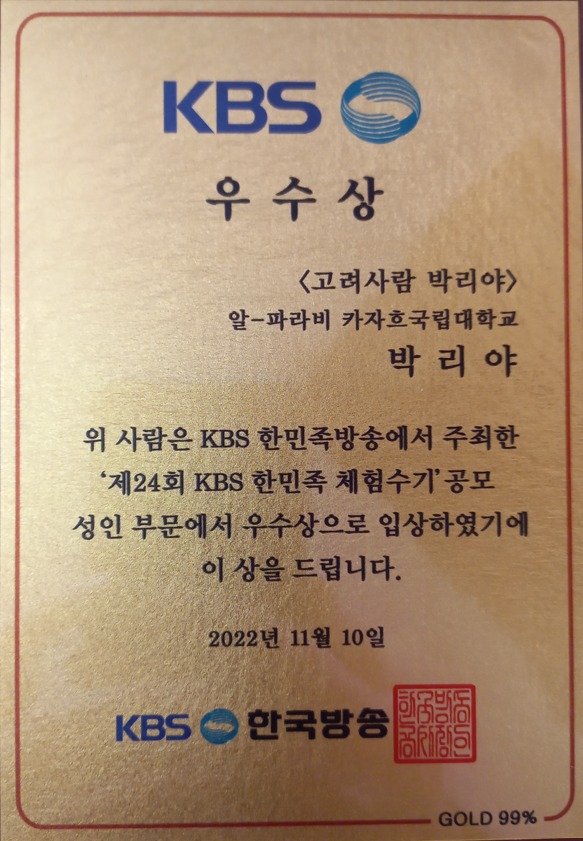 KBS
우수상
〈고려사람 박리야〉
알-파라비 카자흐국립대학교
박 리 야
위 사람은 KBS 한민족방송에서 주최한
‘제24회 KBS 한민족 체험수기’ 공모
성인 부문에서 우수상으로 입상하였기에
이 상을 드립니다.
2022년 11월 10일
KBS 한국방송
GOLD 99%